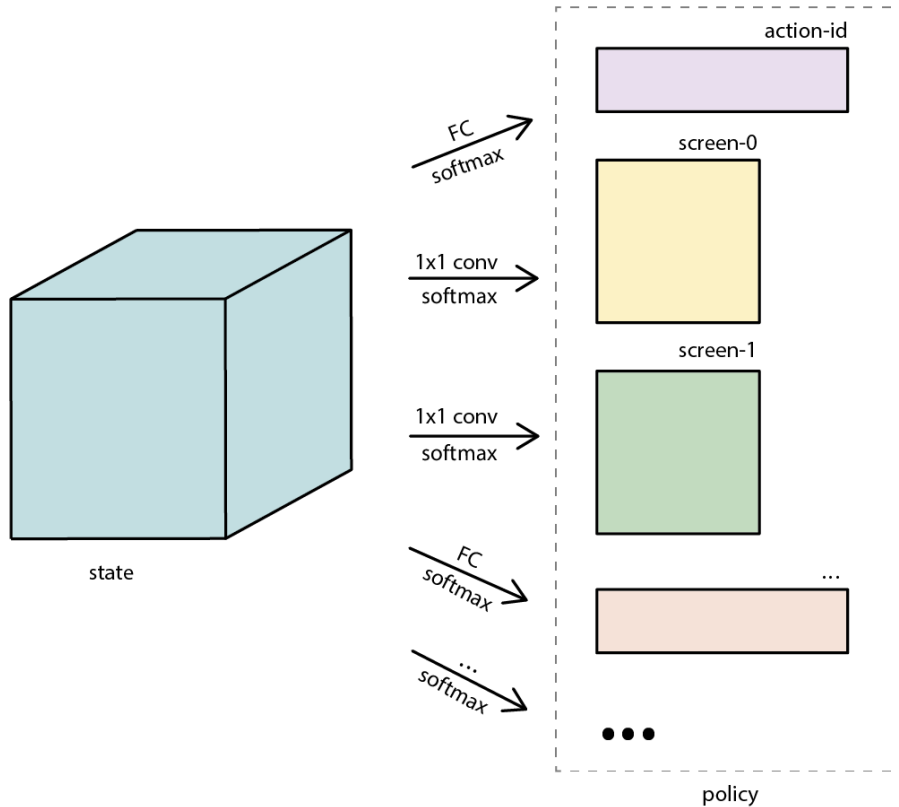 action-id
FC
softmax
screen-0
1x1 conv
softmax
screen-1
1x1 conv
softmax
FC
softmax
...
...
softmax
state
policy